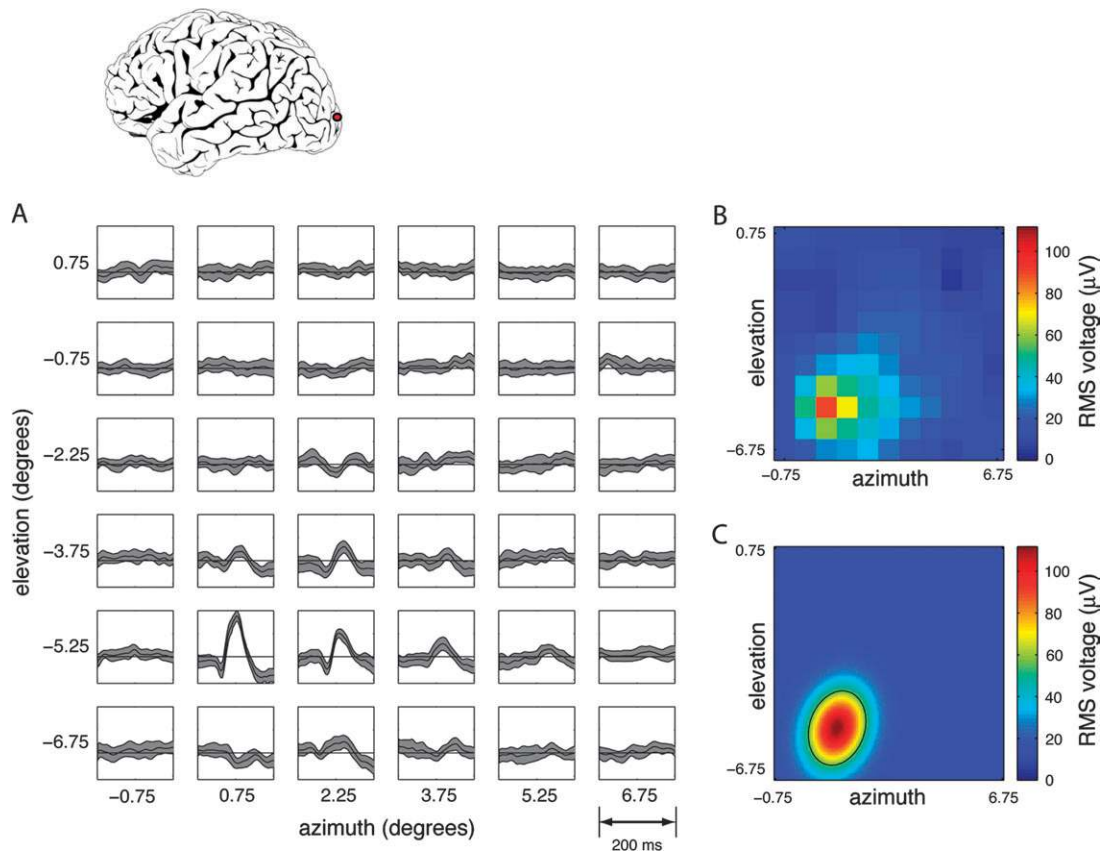 A
elevation (degrees)
0.75
−0.75
−2.25
−3.75
−5.25
−6.75
−0.75 0.75 2.25 3.75 5.25 6.75
azimuth (degrees)
200 ms
B
0.75
elevation
−6.75
−0.75 azimuth 6.75
100
80
60
40
20
0
RMS voltage (µV)
C
0.75
elevation
−6.75
−0.75 azimuth 6.75
100
80
60
40
20
0
RMS voltage (µV)